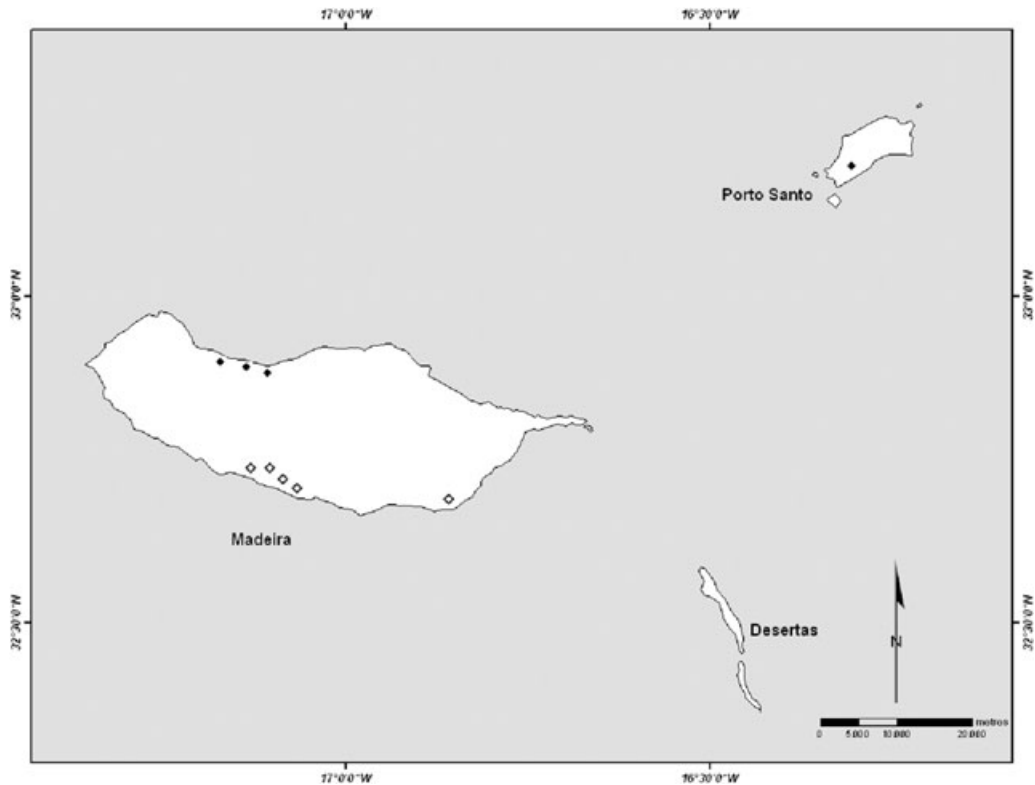 17°0'0"W 16°30'0"W
Porto Santo
33°0'0"N 33°0'0"N
Madeira
Desertas
32°30'0"N 32°30'0"N
N
metros
0 5.000 10.000 20.000
17°0'0"W 16°30'0"W